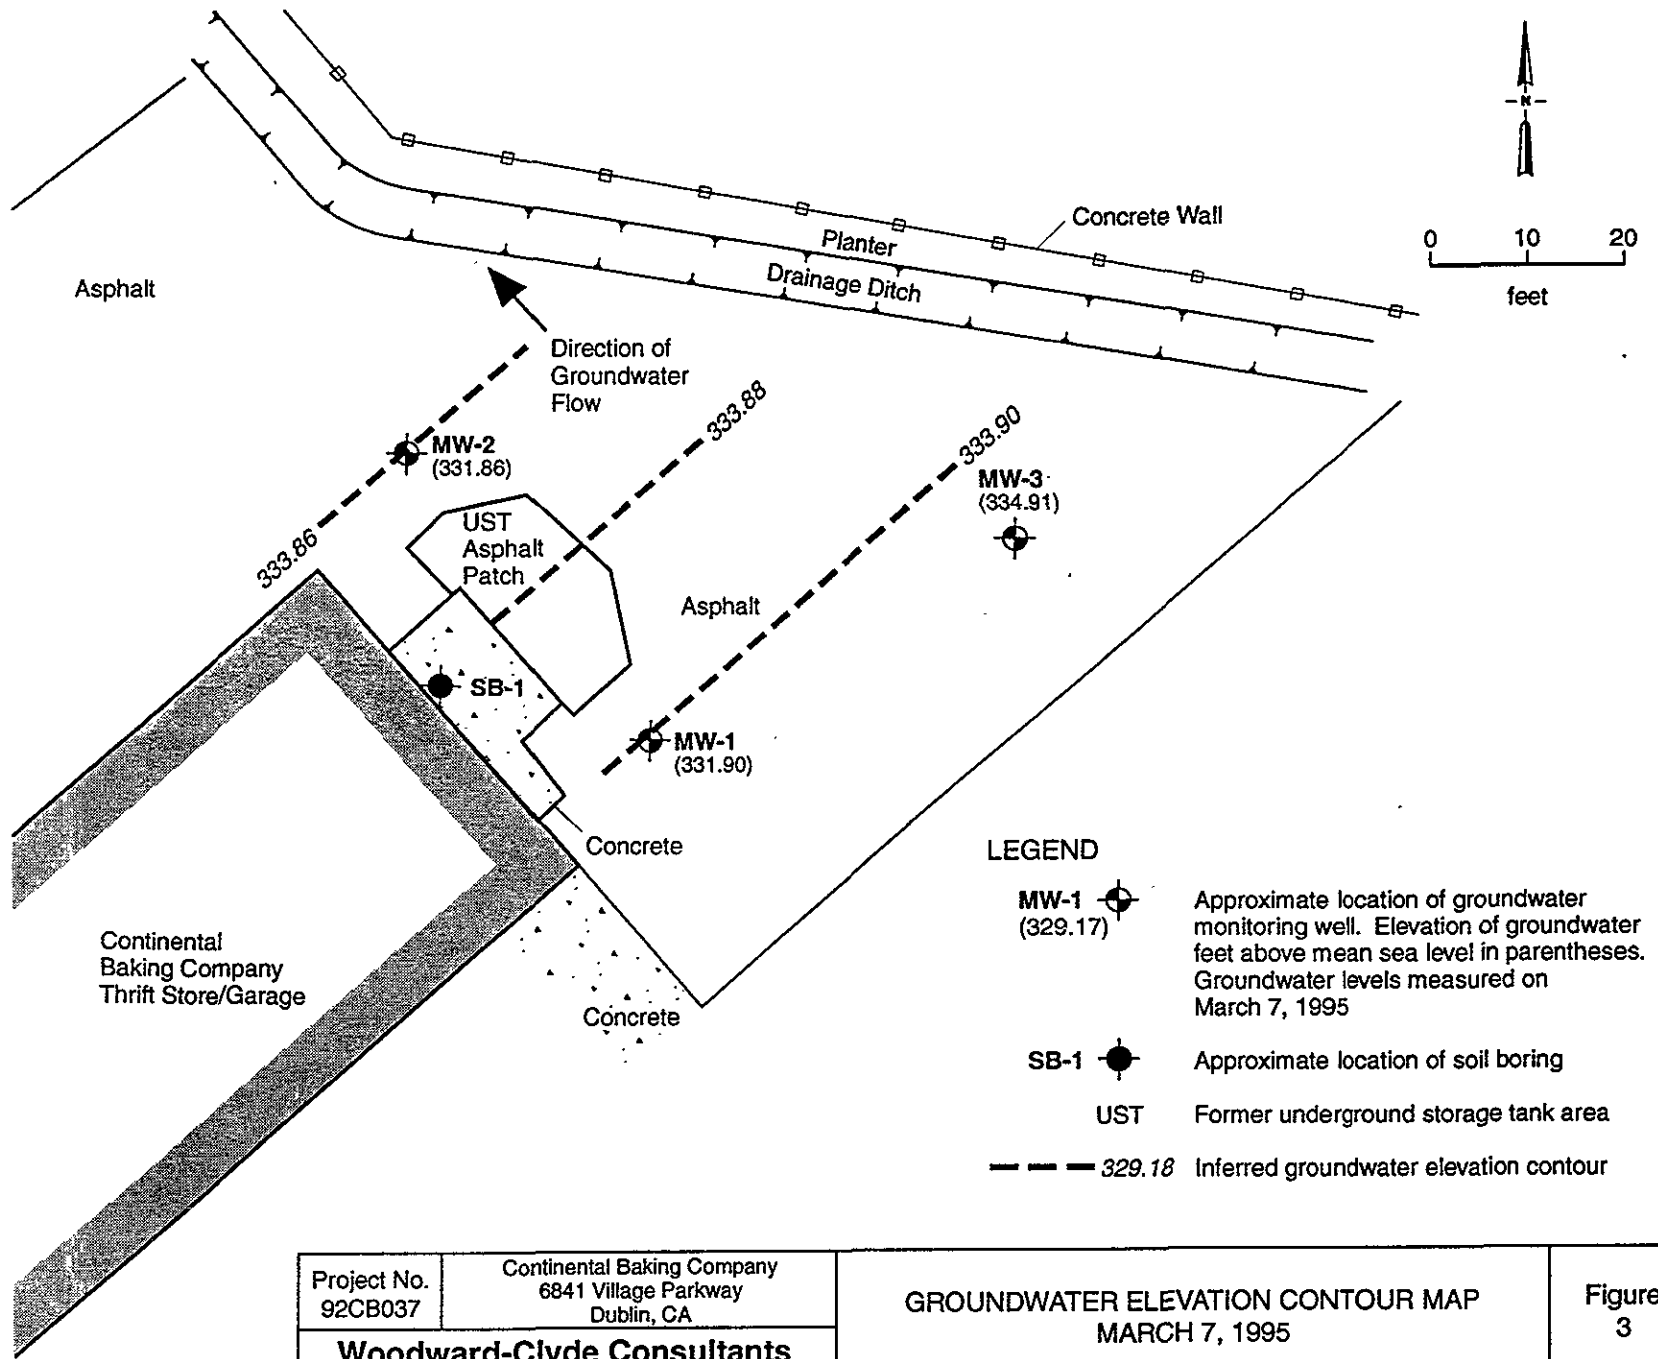 N
Concrete Wall
0 10 20
feet
Planter
Drainage Ditch
Asphalt
Direction of
Groundwater
Flow
333.88
333.90
MW-2
(331.86)
MW-3
(334.91)
333.86
UST
Asphalt
Patch
Asphalt
SB-1
MW-1
(331.90)
Concrete
LEGEND
MW-1
(329.17)
Approximate location of groundwater
monitoring well. Elevation of groundwater
feet above mean sea level in parentheses.
Groundwater levels measured on
March 7, 1995
Continental
Baking Company
Thrift Store/Garage
Concrete
SB-1 Approximate location of soil boring
UST Former underground storage tank area
329.18 Inferred groundwater elevation contour
Project No.
92CB037
Continental Baking Company
6841 Village Parkway
Dublin, CA
Woodward-Clyde Consultants
GROUNDWATER ELEVATION CONTOUR MAP
MARCH 7, 1995
Figure
3